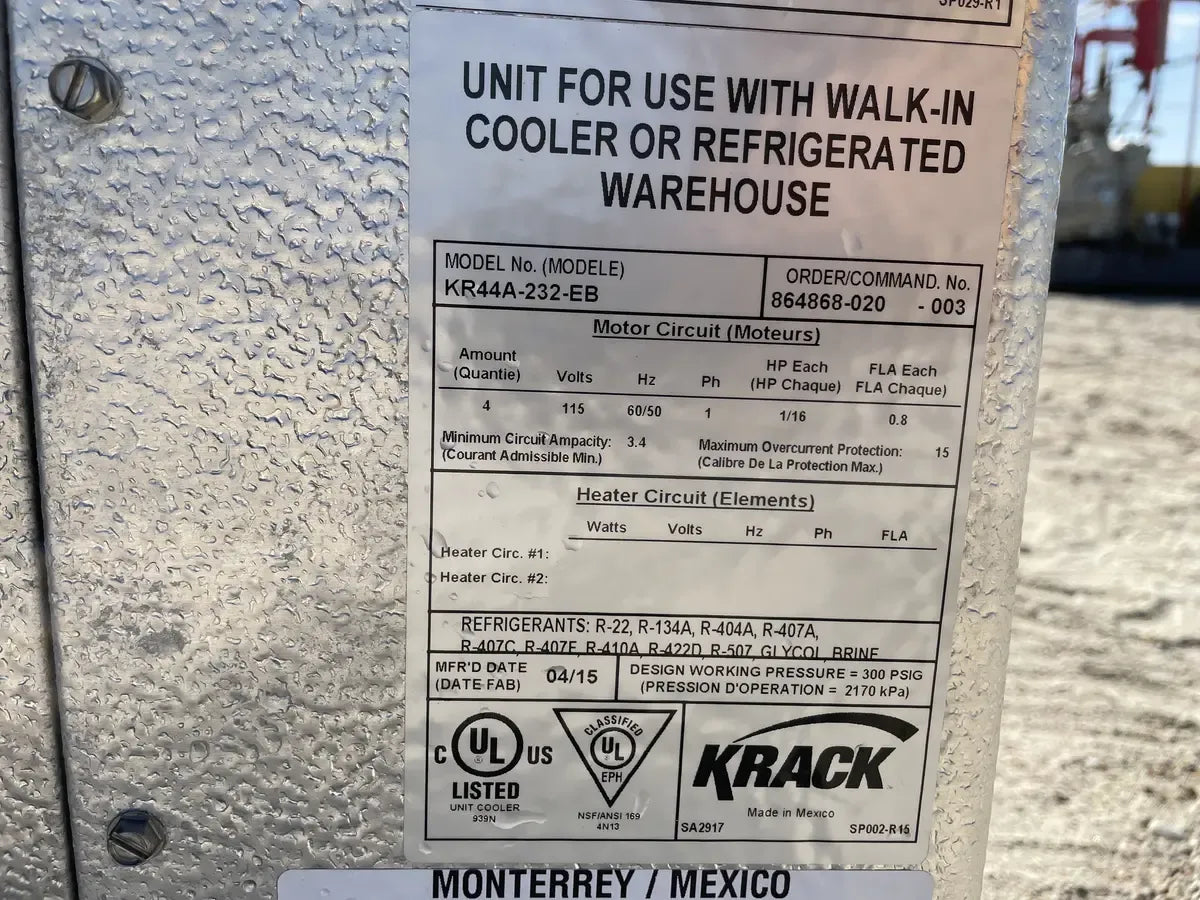 SP029-R1
UNIT FOR USE WITH WALK-IN
COOLER OR REFRIGERATED
WAREHOUSE
MODEL No. (MODELE)
KR44A-232-EB
ORDER/COMMAND. No.
864868-020 - 003
Motor Circuit (Moteurs)
Amount
(Quantie) Volts Hz Ph HP Each
(HP Chaque) FLA Each
FLA Chaque)
4 115 60/50 1 1/16 0.8
Minimum Circuit Ampacity: 3.4
(Courant Admissible Min.)
Maximum Overcurrent Protection: 15
(Calibre De La Protection Max.)
Heater Circuit (Elements)
Watts Volts Hz Ph FLA
Heater Circ. #1:
Heater Circ. #2:
REFRIGERANTS: R-22, R-134A, R-404A, R-407A,
R-407C, R-407F, R-410A, R-422D, R-507, GLYCOL, BRINE
MFR'D DATE
(DATE FAB) 04/15
DESIGN WORKING PRESSURE = 300 PSIG
(PRESSION D'OPERATION = 2170 kPa)
C UL US
®
LISTED
UNIT COOLER
939N
CLASSIFIED
UL
®
EPH
NSF/ANSI 169
4N13
KRACK
Made in Mexico
SA2917
SP002-R15
MONTERREY / MEXICO